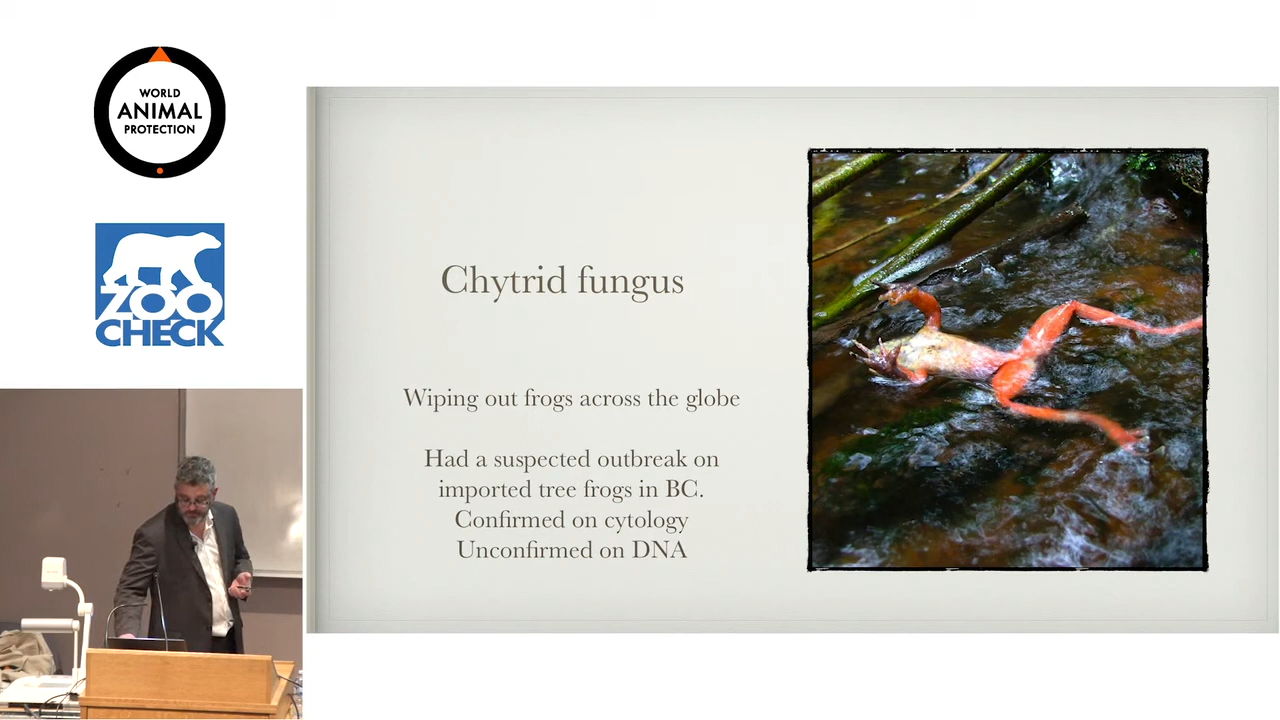 WORLD
ANIMAL
PROTECTION
ZOO
CHECK
Chytrid fungus
Wiping out frogs across the globe
Had a suspected outbreak on
imported tree frogs in BC.
Confirmed on cytology
Unconfirmed on DNA